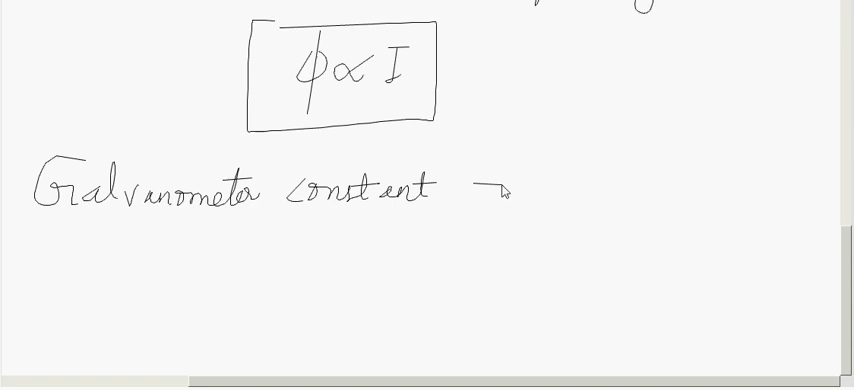 ϕ ∝ I
Galvanometer constant →